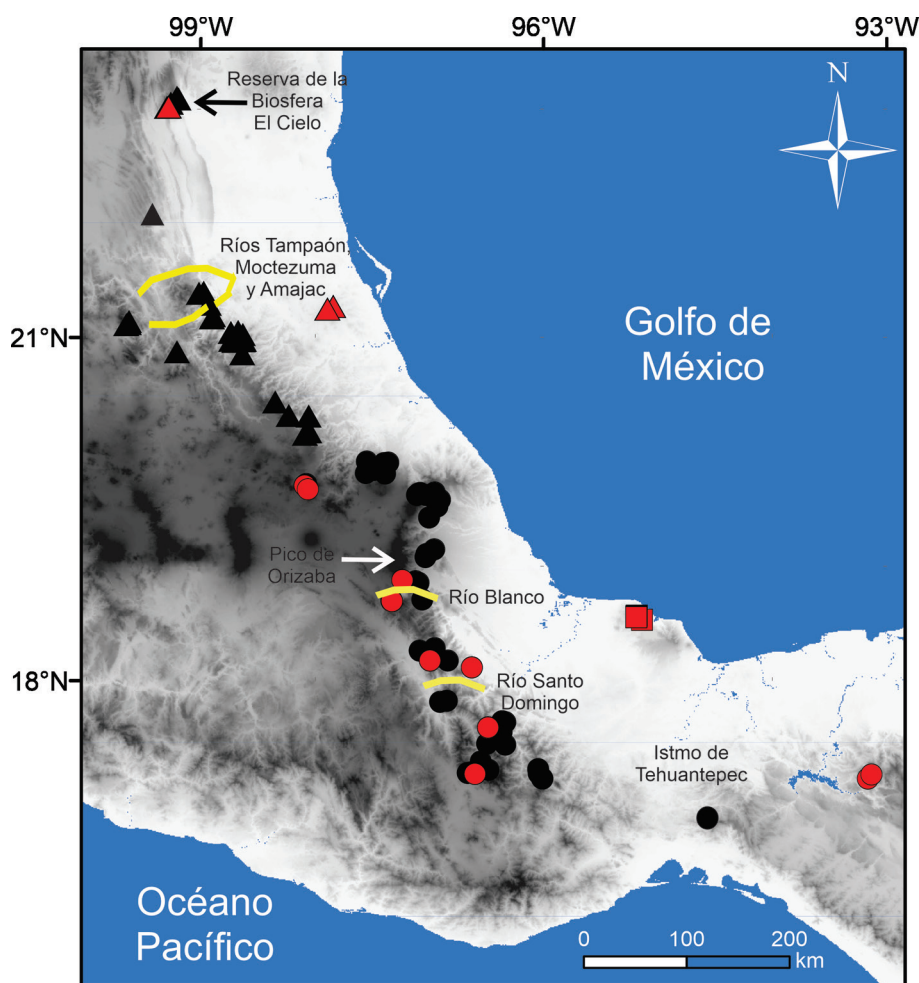 99°W
96°W
93°W
N
Reserva de la
Biosfera
El Cielo
Ríos Tampaón,
Moctezuma
y Amajac
21°N
Golfo de
México
Pico de
Orizaba
Río Blanco
18°N
Río Santo
Domingo
Istmo de
Tehuantepec
Océano
Pacífico
0 100 200
km